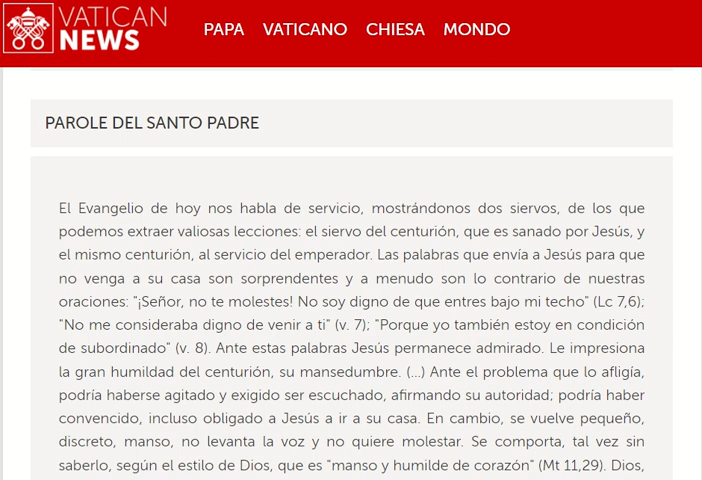 VATICAN
NEWS
PAPA VATICANO CHIESA MONDO
PAROLE DEL SANTO PADRE
El Evangelio de hoy nos habla de servicio, mostrándonos dos siervos, de los que
podemos extraer valiosas lecciones: el siervo del centurión, que es sanado por Jesús, y
el mismo centurión, al servicio del emperador. Las palabras que envía a Jesús para que
no venga a su casa son sorprendentes y a menudo son lo contrario de nuestras
oraciones: "¡Señor, no te molestes! No soy digno de que entres bajo mi techo" (Lc 7,6);
"No me consideraba digno de venir a ti" (v. 7); "Porque yo también estoy en condición
de subordinado" (v. 8). Ante estas palabras Jesús permanece admirado. Le impresiona
la gran humildad del centurión, su mansedumbre. (...) Ante el problema que lo afligía,
podría haberse agitado y exigido ser escuchado, afirmando su autoridad; podría haber
convencido, incluso obligado a Jesús a ir a su casa. En cambio, se vuelve pequeño,
discreto, manso, no levanta la voz y no quiere molestar. Se comporta, tal vez sin
saberlo, según el estilo de Dios, que es "manso y humilde de corazón" (Mt 11,29). Dios,